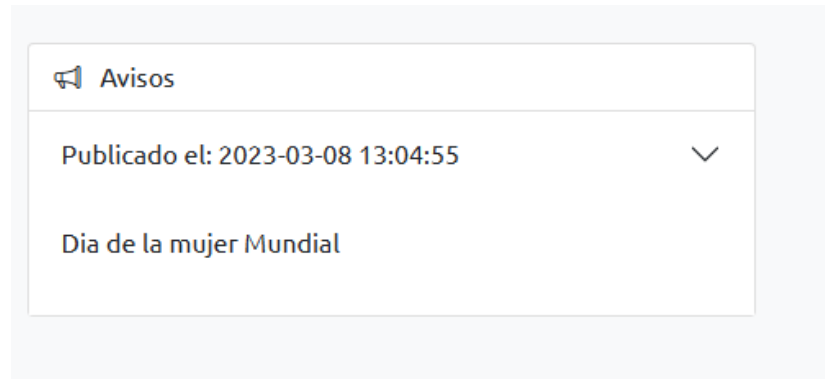 Avisos
Publicado el: 2023-03-08 13:04:55
Dia de la mujer Mundial